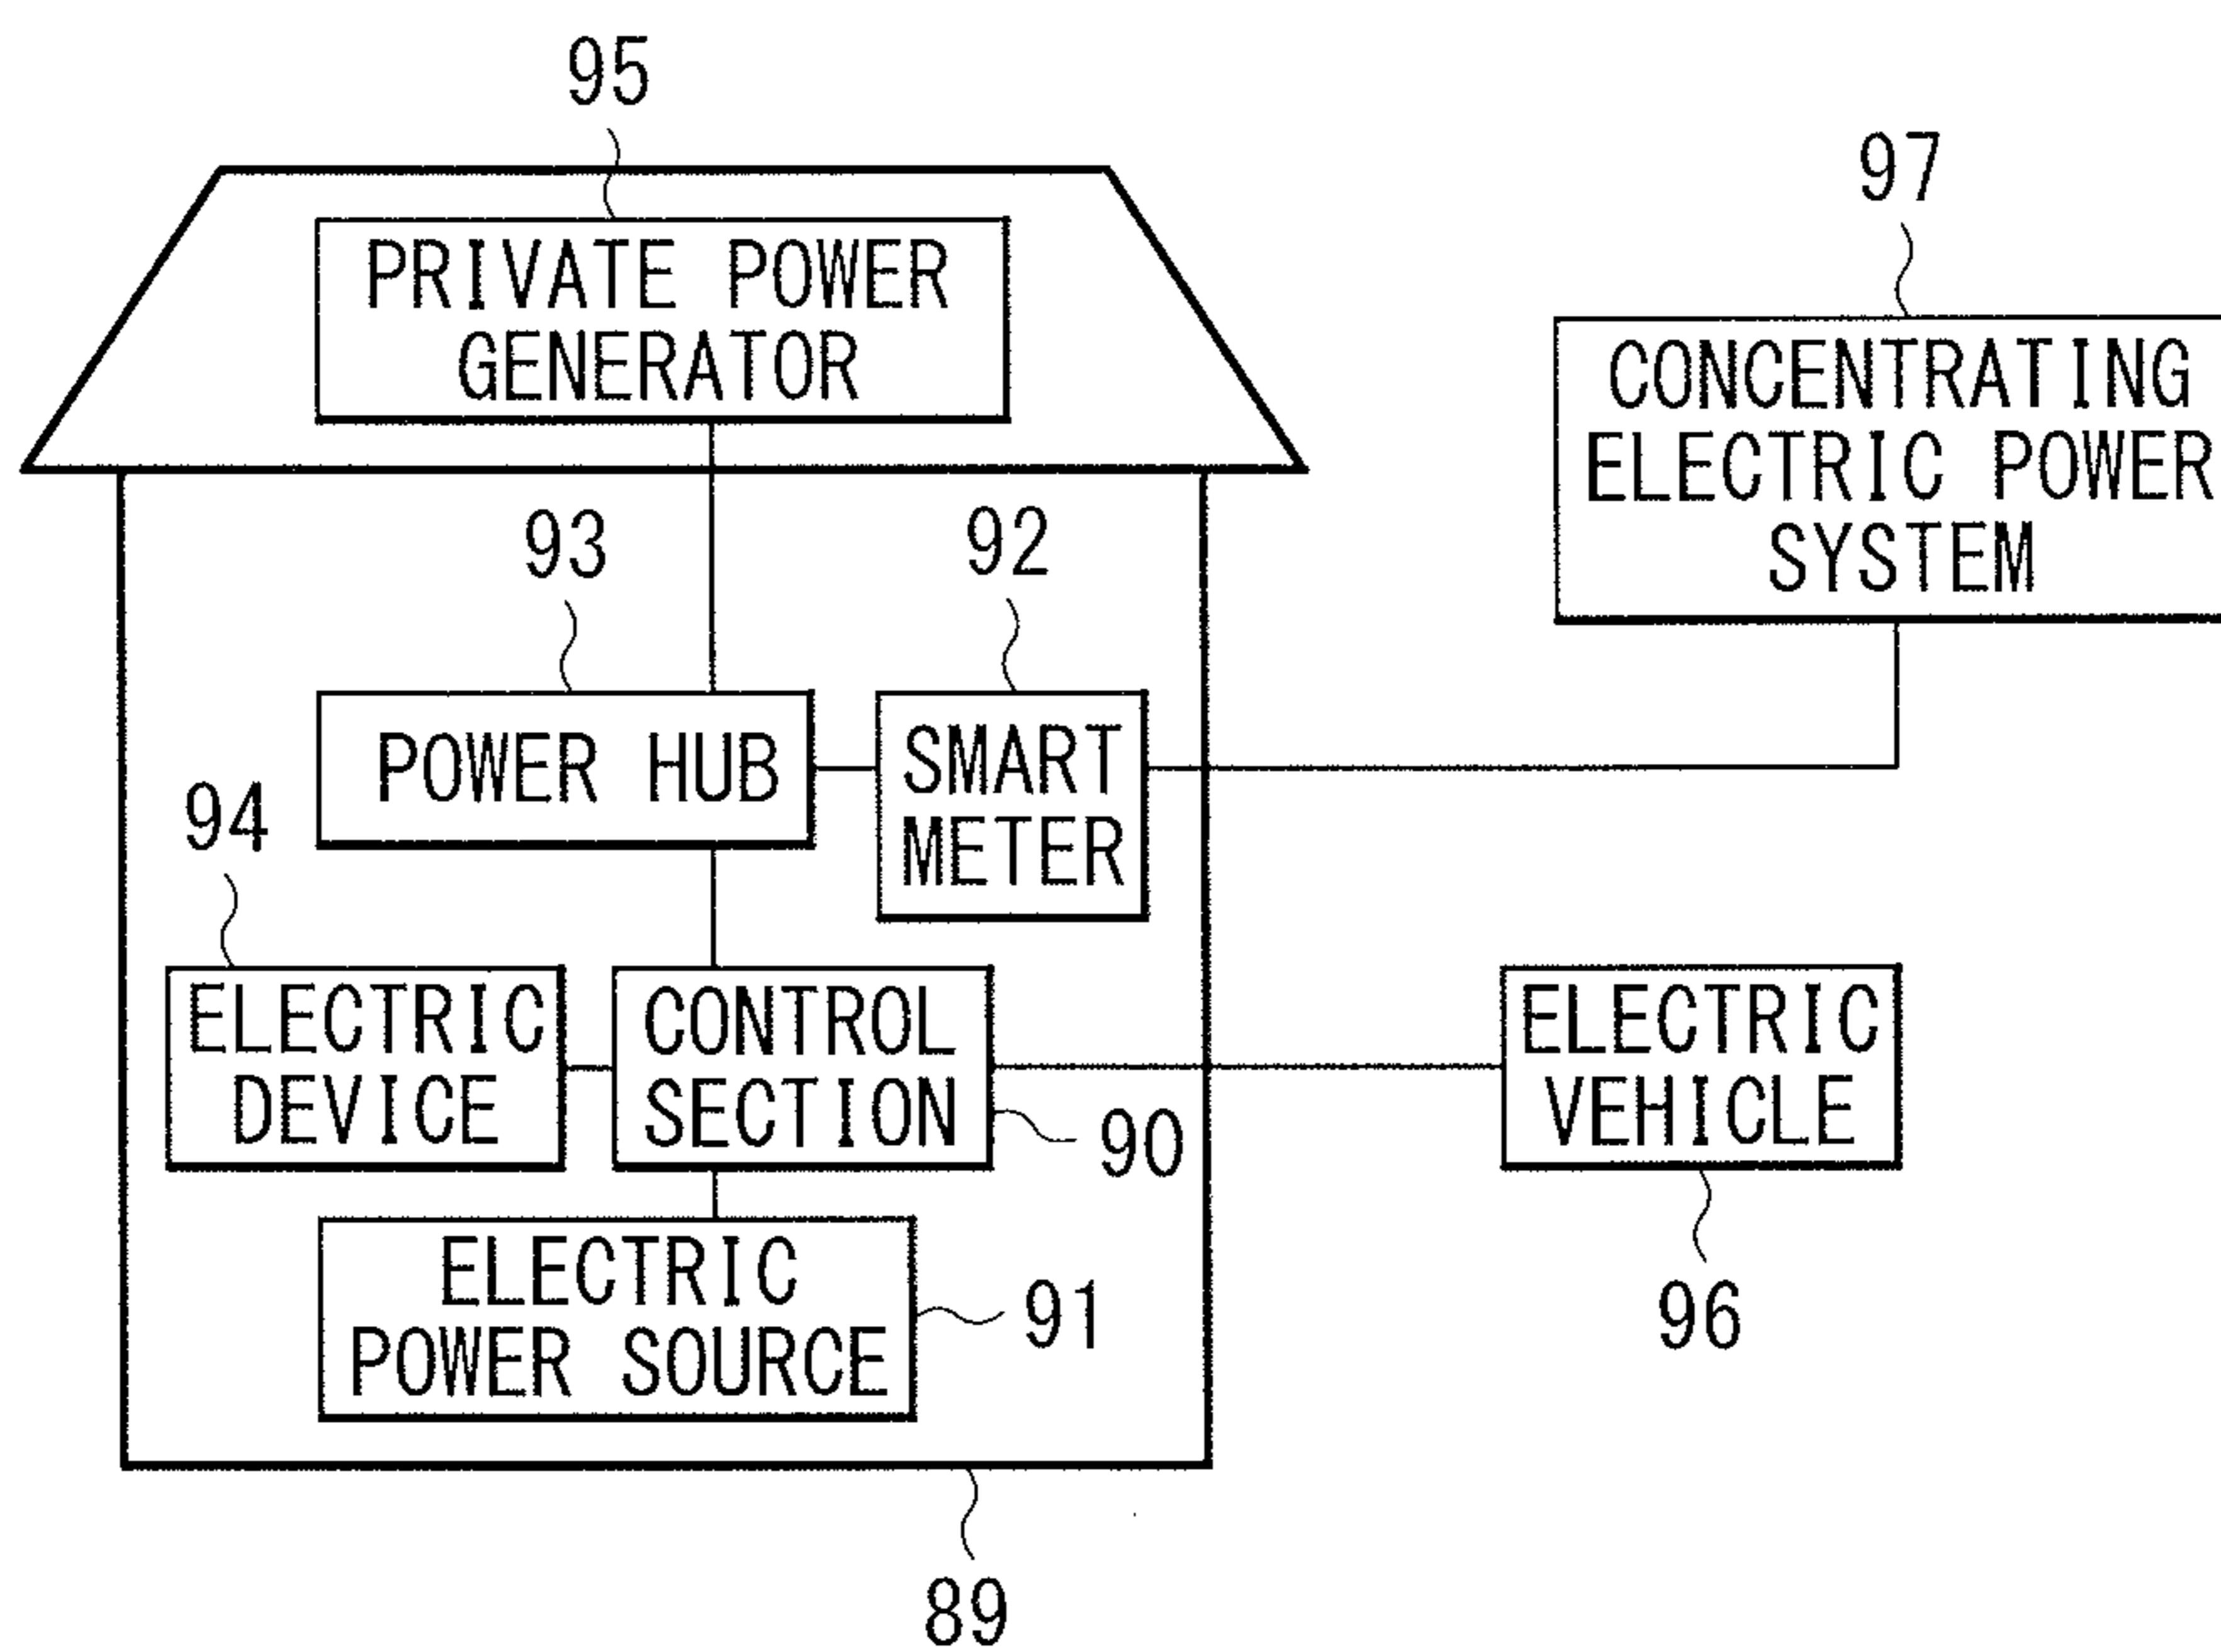 95
PRIVATE POWER
GENERATOR
97
CONCENTRATING
ELECTRIC POWER
SYSTEM
93
92
POWER HUB
SMART
METER
94
ELECTRIC
DEVICE
CONTROL
SECTION
90
ELECTRIC
VEHICLE
96
ELECTRIC
POWER SOURCE
91
89